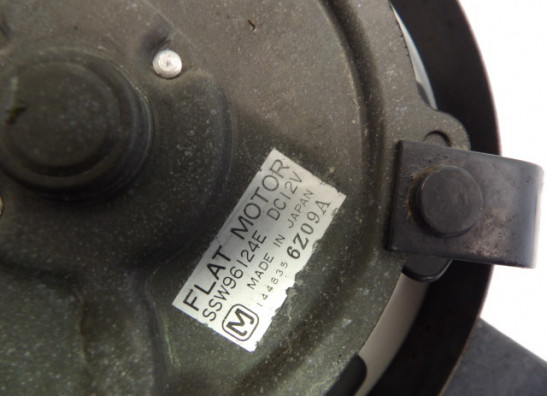 FLAT MOTOR
SSW96124E DC12V
M MADE IN JAPAN
144835 6Z09A